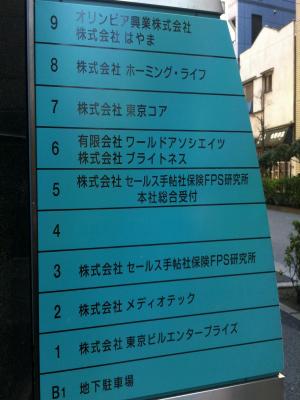 9 オリンピア興業株式会社
株式会社 はやま
8 株式会社 ホーミング・ライフ
7 株式会社 東京コア
6 有限会社 ワールドアソシエイツ
株式会社 ブライトネス
5 株式会社 セールス手帖社保険FPS研究所
本社総合受付
4
3 株式会社 セールス手帖社保険FPS研究所
2 株式会社 メディオテック
1 株式会社 東京ビルエンタープライズ
B1 地下駐車場